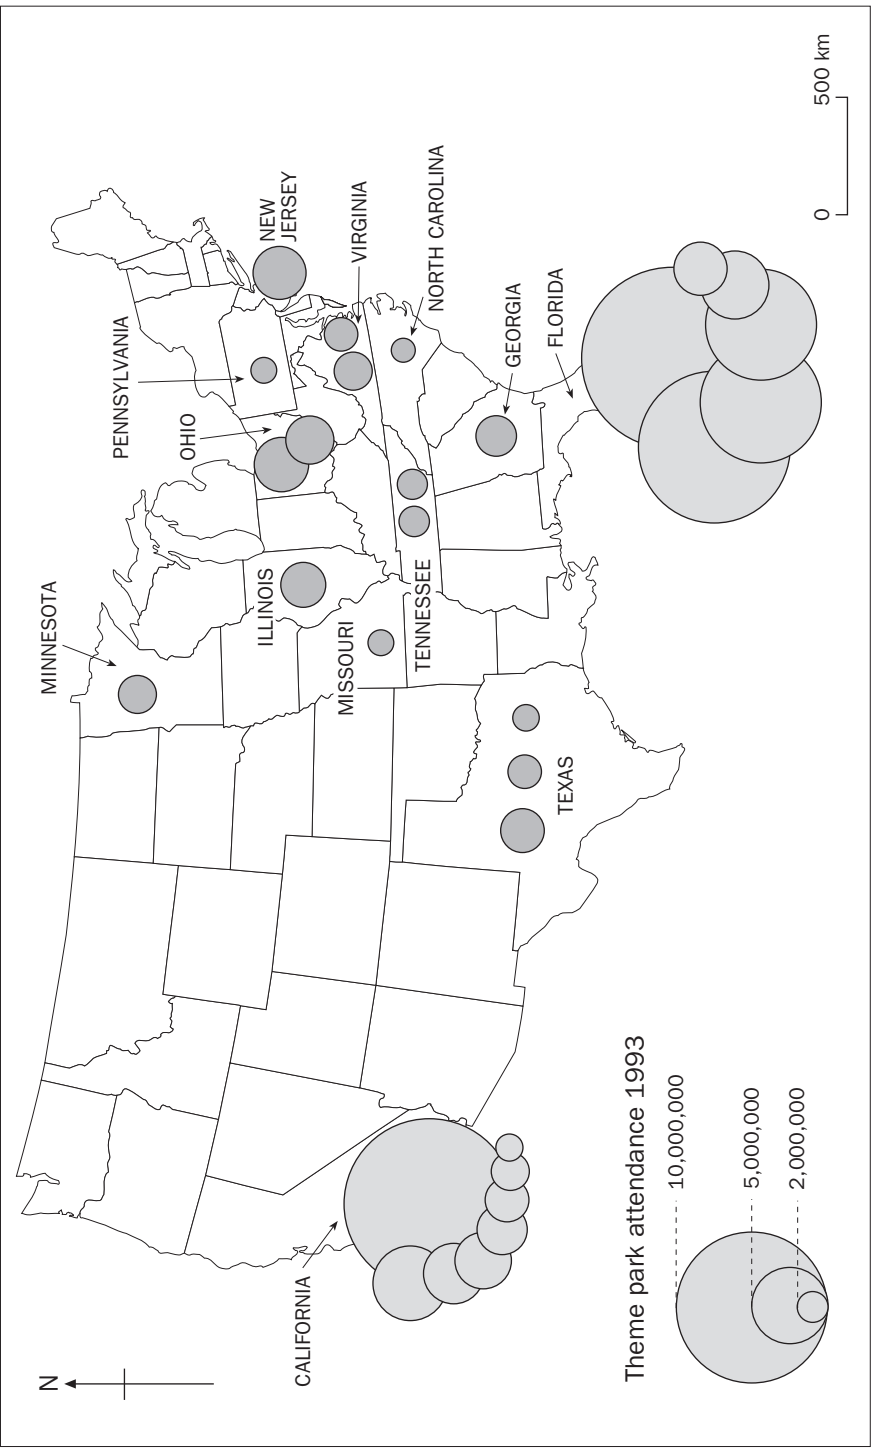 N
MINNESOTA
PENNSYLVANIA
OHIO
NEW
JERSEY
VIRGINIA
NORTH CAROLINA
ILLINOIS
MISSOURI
TENNESSEE
CALIFORNIA
TEXAS
GEORGIA
FLORIDA
Theme park attendance 1993
10,000,000
5,000,000
2,000,000
0 500 km